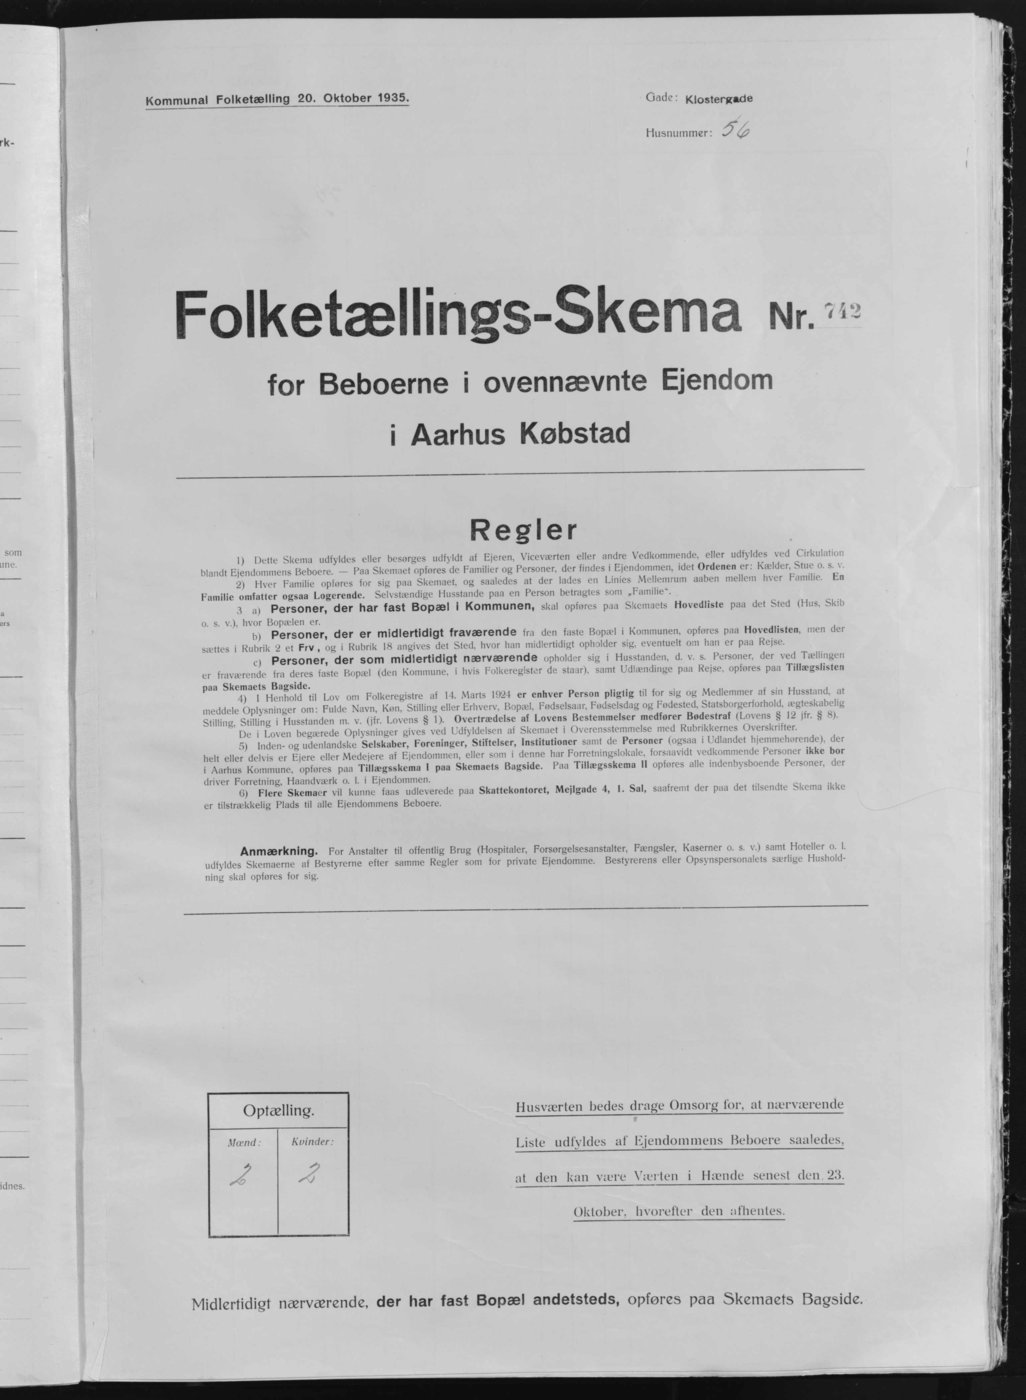 Kommunal Folketælling 20. Oktober 1935.
Gade: Klostergade
Husnummer: 56
Folketællings-Skema Nr. 742
for Beboerne i ovennævnte Ejendom
i Aarhus Købstad
Regler
1) Dette Skema udfyldes eller besørges udfyldt af Ejeren, Viceværten eller andre Vedkommende, eller udfyldes ved Cirkulation
blandt Ejendommens Beboere. — Paa Skemaet opføres de Familier og Personer, der findes i Ejendommen, idet Ordenen er: Kælder, Stue o. s. v.
2) Hver Familie opføres for sig paa Skemaet, og saaledes at der lades en Linies Mellemrum aaben mellem hver Familie. En
Familie omfatter ogsaa Logerende. Selvstændige Husstande paa en Person betragtes som „Familie“.
3 a) Personer, der har fast Bopæl i Kommunen, skal opføres paa Skemaets Hovedliste paa det Sted (Hus, Skib
o. s. v.), hvor Bopælen er.
b) Personer, der er midlertidigt fraværende fra den faste Bopæl i Kommunen, opføres paa Hovedlisten, men der
sættes i Rubrik 2 et Frv., og i Rubrik 18 angives det Sted, hvor han midlertidigt opholder sig, eventuelt om han er paa Rejse.
c) Personer, der som midlertidigt nærværende opholder sig i Husstanden, d. v. s. Personer, der ved Tællingen
er fraværende fra deres faste Bopæl (den Kommune, i hvis Folkeregister de staar), samt Udlændinge paa Rejse, opføres paa Tillægslisten
paa Skemaets Bagside.
4) I Henhold til Lov om Folkeregistre af 14. Marts 1924 er enhver Person pligtig til for sig og Medlemmer af sin Husstand, at
meddele Oplysninger om: Fulde Navn, Køn, Stilling eller Erhverv, Bopæl, Fødselsaar, Fødselsdag og Fødested, Statsborgerforhold, ægteskabelig
Stilling, Stilling i Husstanden m. v. (jfr. Lovens § 1). Overtrædelse af Lovens Bestemmelser medfører Bødestraf (Lovens § 12 jfr. § 8).
De i Loven begærede Oplysninger gives ved Udfyldelsen af Skemaet i Overensstemmelse med Rubrikkernes Overskrifter.
5) Inden- og udenlandske Selskaber, Foreninger, Stiftelser, Institutioner samt de Personer (ogsaa i Udlandet hjemmehørende), der
helt eller delvis er Ejere eller Medejere af Ejendommen, eller som i denne har Forretningslokale, forsaavidt vedkommende Personer ikke bor
i Aarhus Kommune, opføres paa Tillægsskema I paa Skemaets Bagside. Paa Tillægsskema II opføres alle indenbysboende Personer, der
driver Forretning, Haandværk o. l. i Ejendommen.
6) Flere Skemaer vil kunne faas udleverede paa Skattekontoret, Mejlgade 4, 1. Sal, saafremt der paa det tilsendte Skema ikke
er tilstrækkelig Plads til alle Ejendommens Beboere.
Anmærkning. For Anstalter til offentlig Brug (Hospitaler, Forsørgelsesanstalter, Fængsler, Kaserner o. s. v.) samt Hoteller o. l.
udfyldes Skemaerne af Bestyrerne efter samme Regler som for private Ejendomme. Bestyrerens eller Opsynspersonalets særlige Hushold-
ning skal opføres for sig.
Optælling.
Mænd: Kvinder:
2 2
Husværten bedes drage Omsorg for, at nærværende
Liste udfyldes af Ejendommens Beboere saaledes,
at den kan være Værten i Hænde senest den 23.
Oktober, hvorefter den afhentes.
Midlertidigt nærværende, der har fast Bopæl andetsteds, opføres paa Skemaets Bagside.
rk-
som
une.
a
ers
idnes.